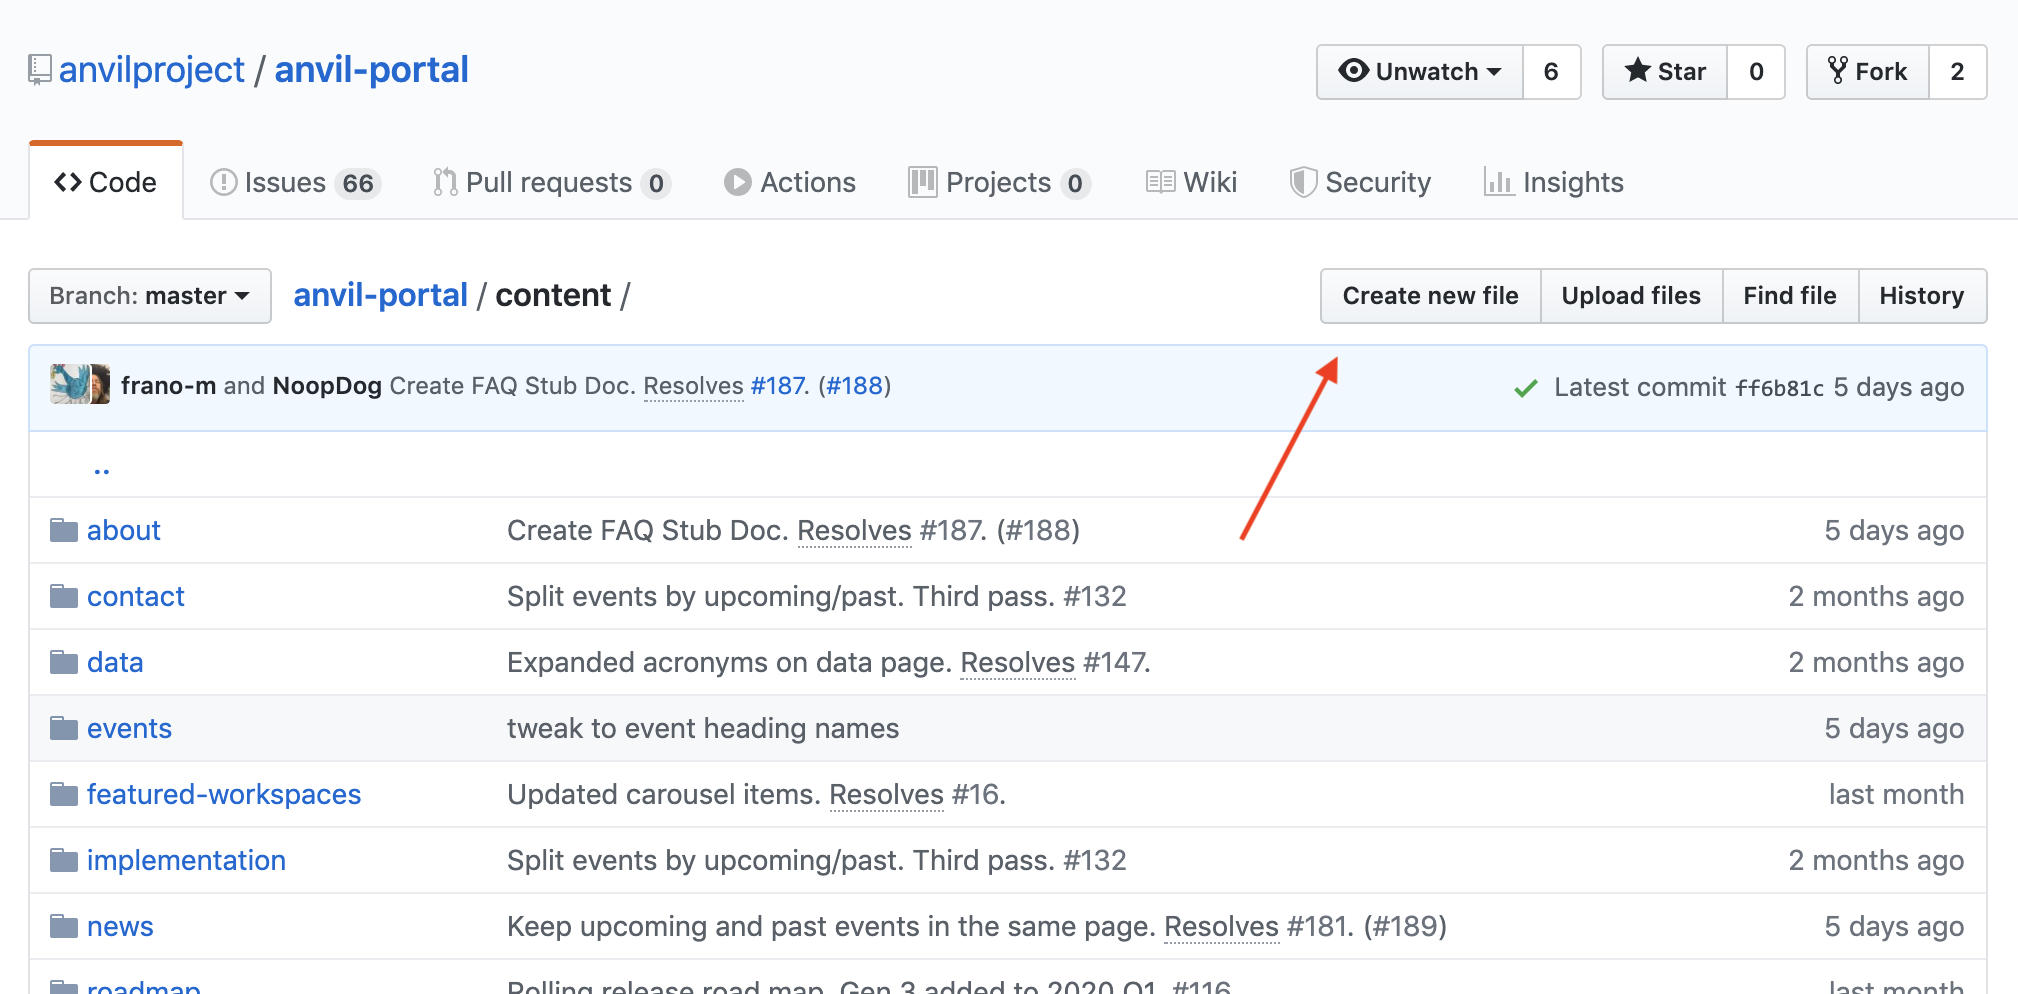 anvilproject / anvil-portal
Unwatch 6 Star 0 Fork 2
Code Issues 66 Pull requests 0 Actions Projects 0 Wiki Security Insights
Branch: master anvil-portal / content / Create new file Upload files Find file History
frano-m and NoopDog Create FAQ Stub Doc. Resolves #187. (#188) Latest commit ff6b81c 5 days ago
..
about Create FAQ Stub Doc. Resolves #187. (#188) 5 days ago
contact Split events by upcoming/past. Third pass. #132 2 months ago
data Expanded acronyms on data page. Resolves #147. 2 months ago
events tweak to event heading names 5 days ago
featured-workspaces Updated carousel items. Resolves #16. last month
implementation Split events by upcoming/past. Third pass. #132 2 months ago
news Keep upcoming and past events in the same page. Resolves #181. (#189) 5 days ago
roadmap Rolling release road map. Gen 3 added to 2020 Q1. #116 last month